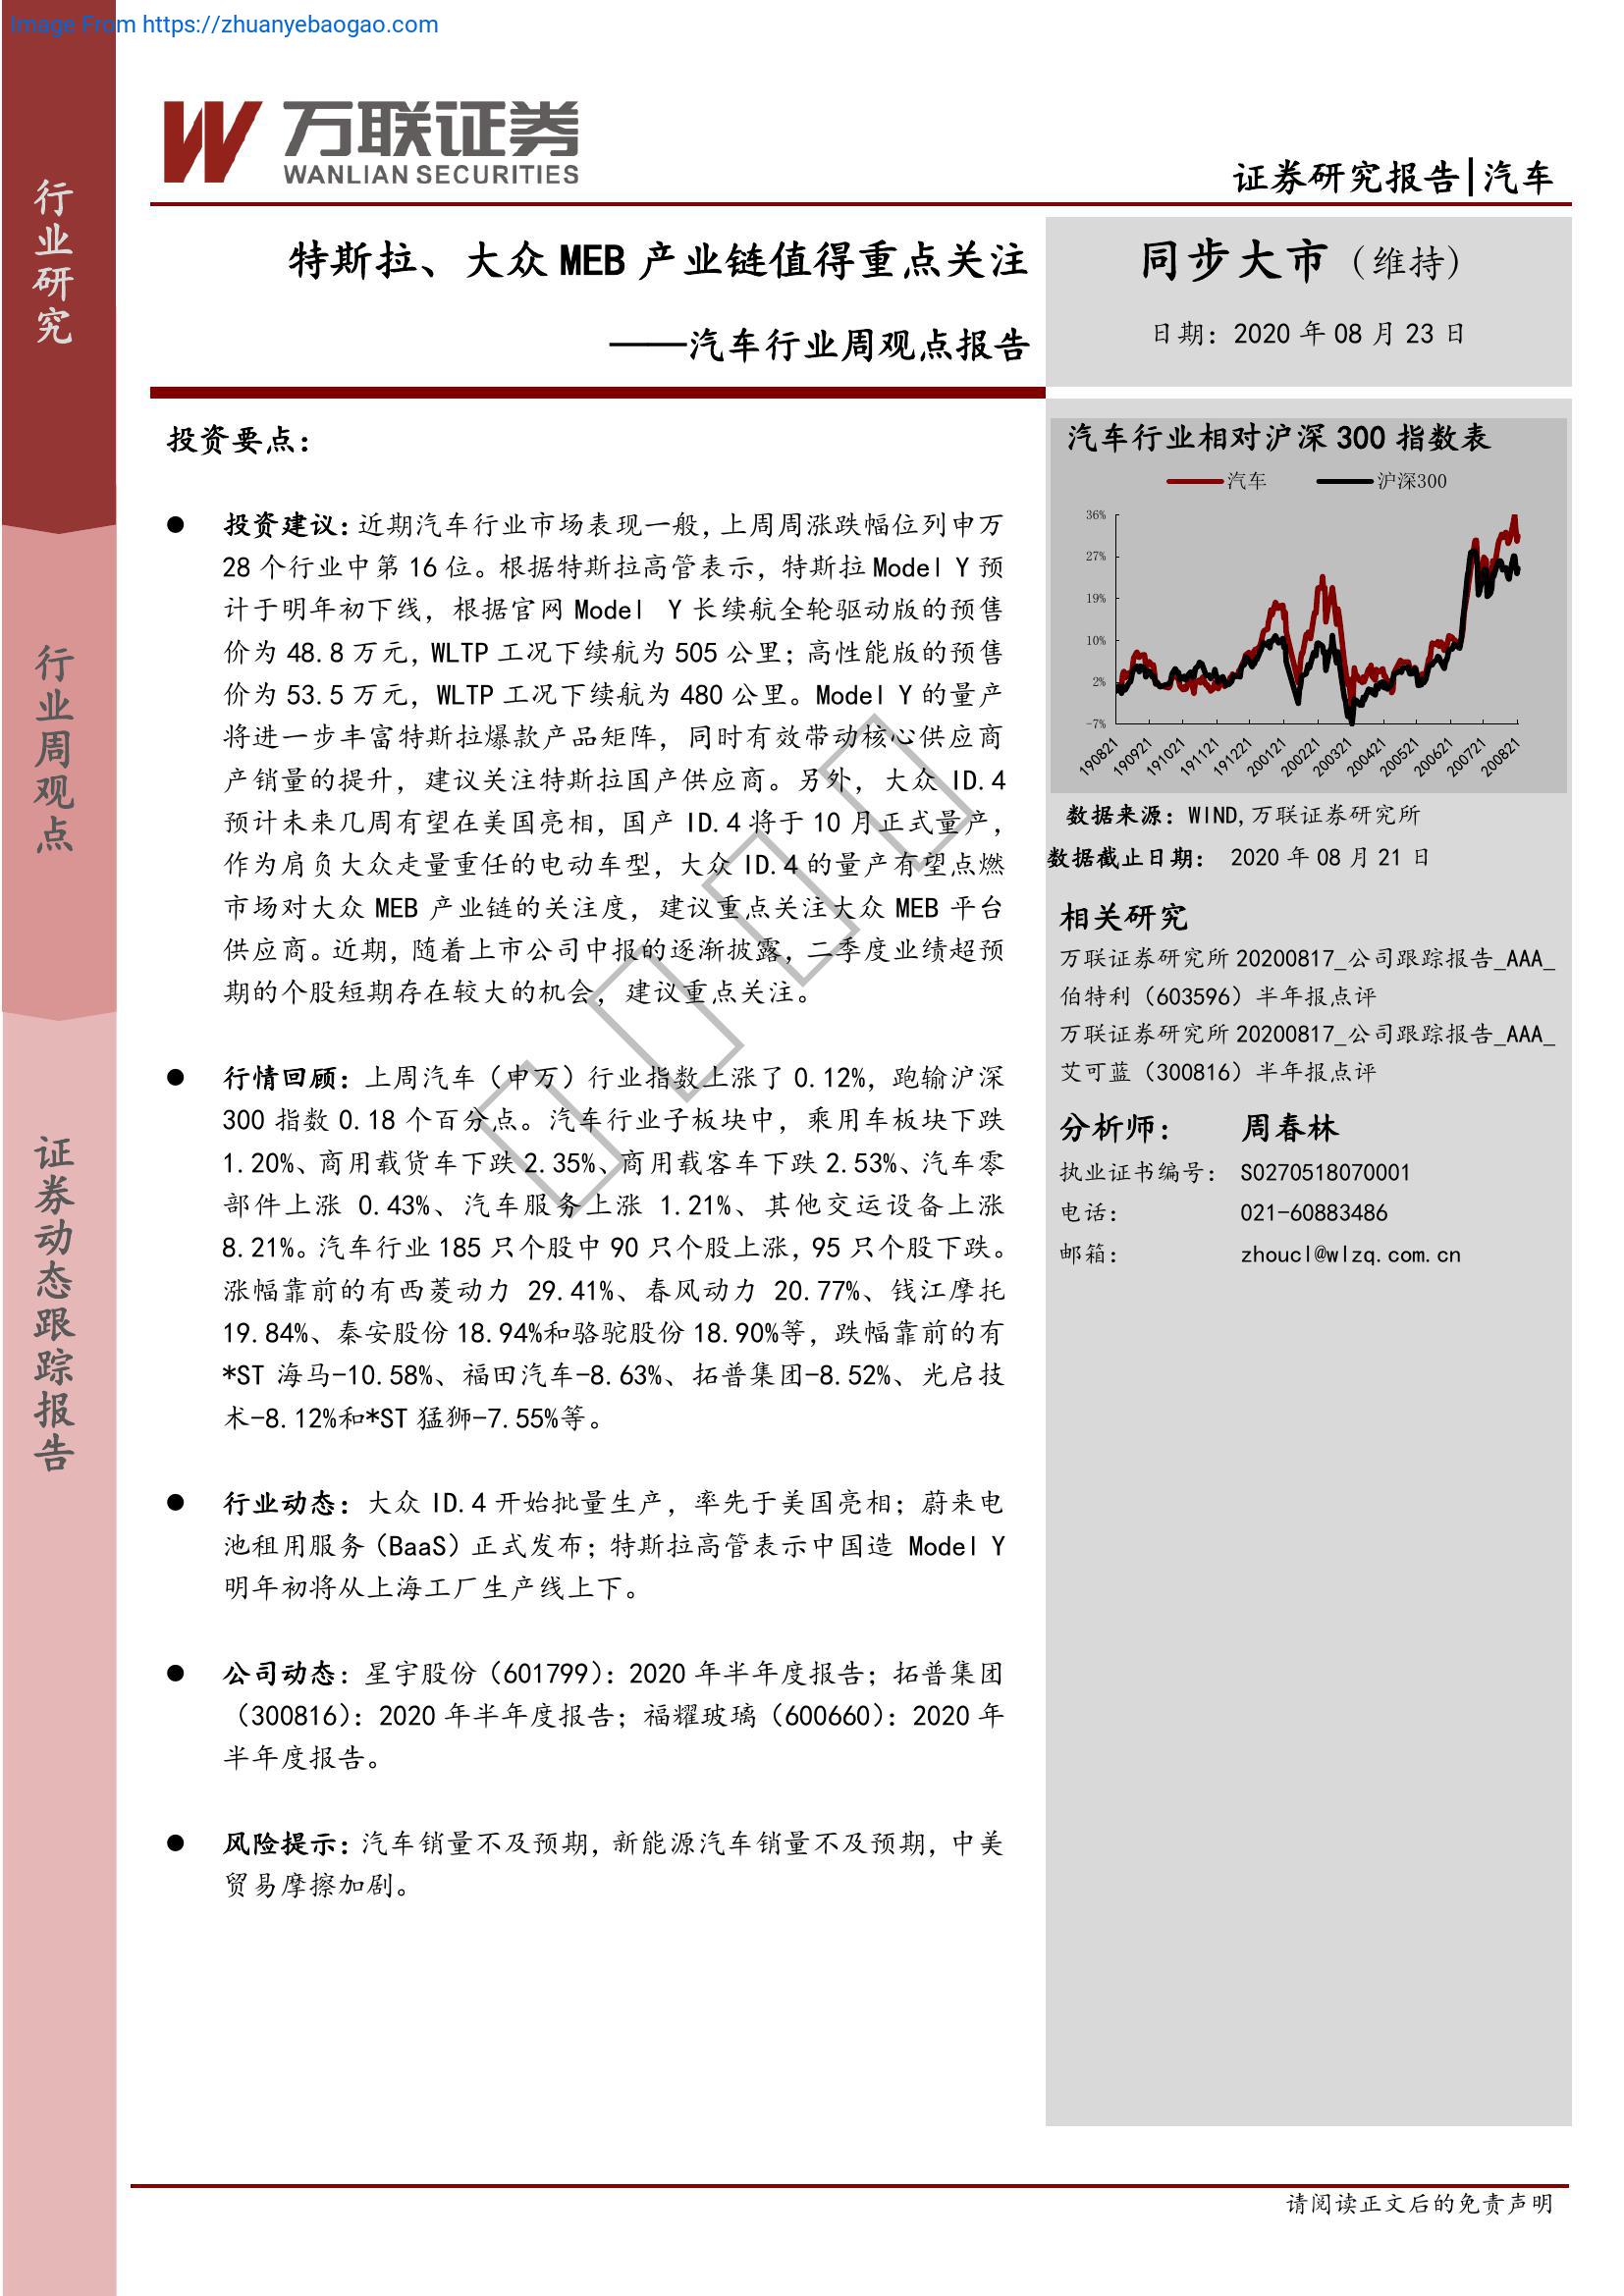 Image From https://zhuanyebaogao.com
万联证券
WANLIAN SECURITIES
证券研究报告|汽车
行业研究
行业周观点
证券动态跟踪报告
特斯拉、大众 MEB 产业链值得重点关注
——汽车行业周观点报告
同步大市（维持）
日期：2020 年 08 月 23 日
投资要点：
● 投资建议：近期汽车行业市场表现一般，上周周涨跌幅位列申万
28 个行业中第 16 位。根据特斯拉高管表示，特斯拉 Model Y 预
计于明年初下线，根据官网 Model Y 长续航全轮驱动版的预售
价为 48.8 万元，WLTP 工况下续航为 505 公里；高性能版的预售
价为 53.5 万元，WLTP 工况下续航为 480 公里。Model Y 的量产
将进一步丰富特斯拉爆款产品矩阵，同时有效带动核心供应商
产销量的提升，建议关注特斯拉国产供应商。另外，大众 ID.4
预计未来几周有望在美国亮相，国产 ID.4 将于 10 月正式量产，
作为肩负大众走量重任的电动车型，大众 ID.4 的量产有望点燃
市场对大众 MEB 产业链的关注度，建议重点关注大众 MEB 平台
供应商。近期，随着上市公司中报的逐渐披露，二季度业绩超预
期的个股短期存在较大的机会，建议重点关注。
● 行情回顾：上周汽车（申万）行业指数上涨了 0.12%，跑输沪深
300 指数 0.18 个百分点。汽车行业子板块中，乘用车板块下跌
1.20%、商用载货车下跌 2.35%、商用载客车下跌 2.53%、汽车零
部件上涨 0.43%、汽车服务上涨 1.21%、其他交运设备上涨
8.21%。汽车行业 185 只个股中 90 只个股上涨，95 只个股下跌。
涨幅靠前的有西菱动力 29.41%、春风动力 20.77%、钱江摩托
19.84%、秦安股份 18.94%和骆驼股份 18.90%等，跌幅靠前的有
*ST 海马-10.58%、福田汽车-8.63%、拓普集团-8.52%、光启技
术-8.12%和*ST 猛狮-7.55%等。
● 行业动态：大众 ID.4 开始批量生产，率先于美国亮相；蔚来电
池租用服务（BaaS）正式发布；特斯拉高管表示中国造 Model Y
明年初将从上海工厂生产线上下。
● 公司动态：星宇股份（601799）：2020 年半年度报告；拓普集团
（300816）：2020 年半年度报告；福耀玻璃（600660）：2020 年
半年度报告。
● 风险提示：汽车销量不及预期，新能源汽车销量不及预期，中美
贸易摩擦加剧。
汽车行业相对沪深 300 指数表
汽车 沪深300
36%
27%
19%
10%
2%
-7%
190821 190921 191021 191121 191221 200121 200221 200321 200421 200521 200621 200721 200821
数据来源：WIND,万联证券研究所
数据截止日期： 2020 年 08 月 21 日
相关研究
万联证券研究所 20200817_公司跟踪报告_AAA_
伯特利（603596）半年报点评
万联证券研究所 20200817_公司跟踪报告_AAA_
艾可蓝（300816）半年报点评
分析师： 周春林
执业证书编号： S0270518070001
电话： 021-60883486
邮箱： zhoucl@wlzq.com.cn
请阅读正文后的免责声明